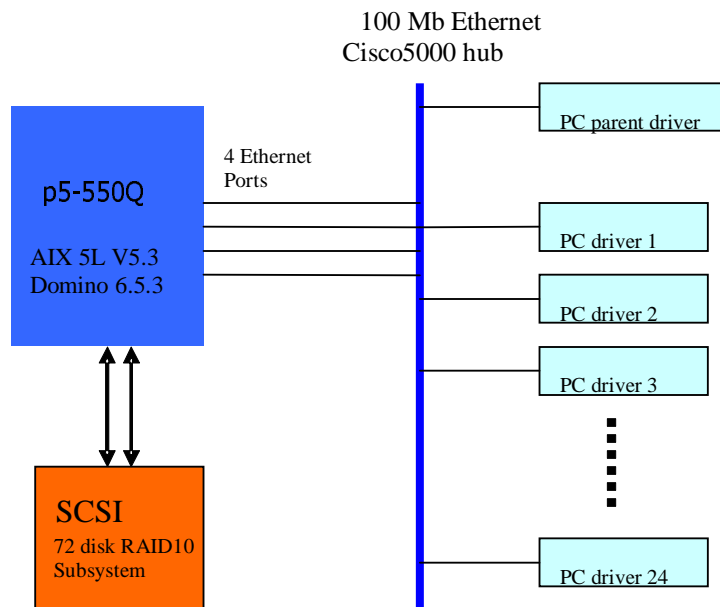 100 Mb Ethernet
Cisco5000 hub
PC parent driver
4 Ethernet
Ports
p5-550Q
AIX 5L V5.3
Domino 6.5.3
PC driver 1
PC driver 2
PC driver 3
SCSI
72 disk RAID10
Subsystem
PC driver 24